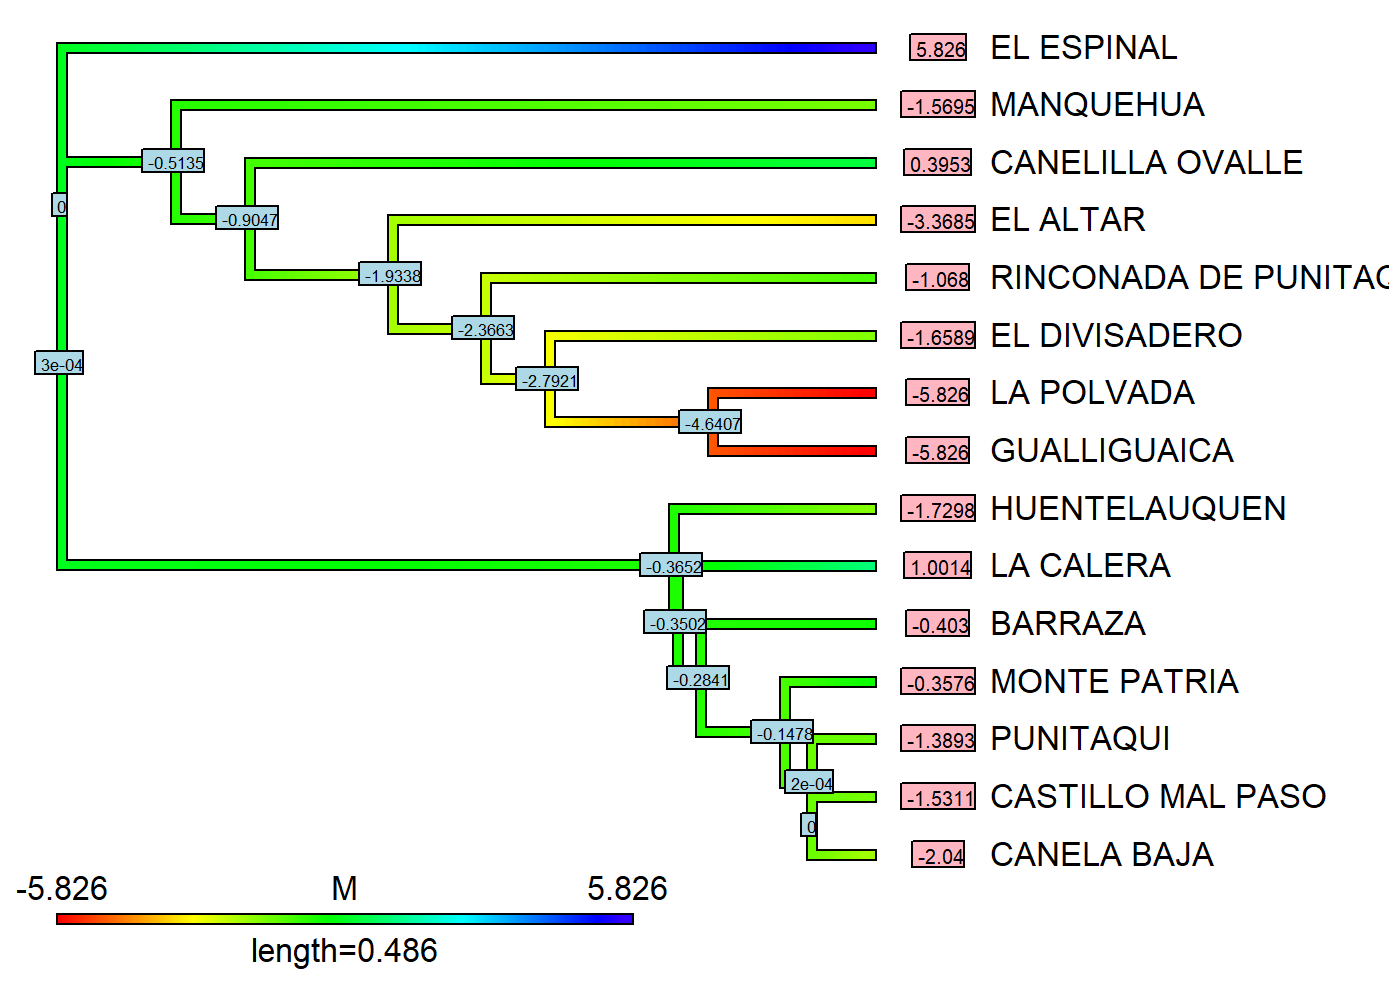 5.826 EL ESPINAL
-1.5695 MANQUEHUA
-0.5135
0.3953 CANELILLA OVALLE
0
-0.9047
-3.3685 EL ALTAR
-1.9338
-1.068 RINCONADA DE PUNITAQ
-2.3663
-1.6589 EL DIVISADERO
3e-04
-2.7921
-5.826 LA POLVADA
-4.6407
-5.826 GUALLIGUAICA
-1.7298 HUENTELAUQUEN
-0.3652
1.0014 LA CALERA
-0.3502
-0.403 BARRAZA
-0.2841
-0.3576 MONTE PATRIA
-0.1478
-1.3893 PUNITAQUI
2e-04
-1.5311 CASTILLO MAL PASO
0
-2.04 CANELA BAJA
-5.826 M 5.826
length=0.486